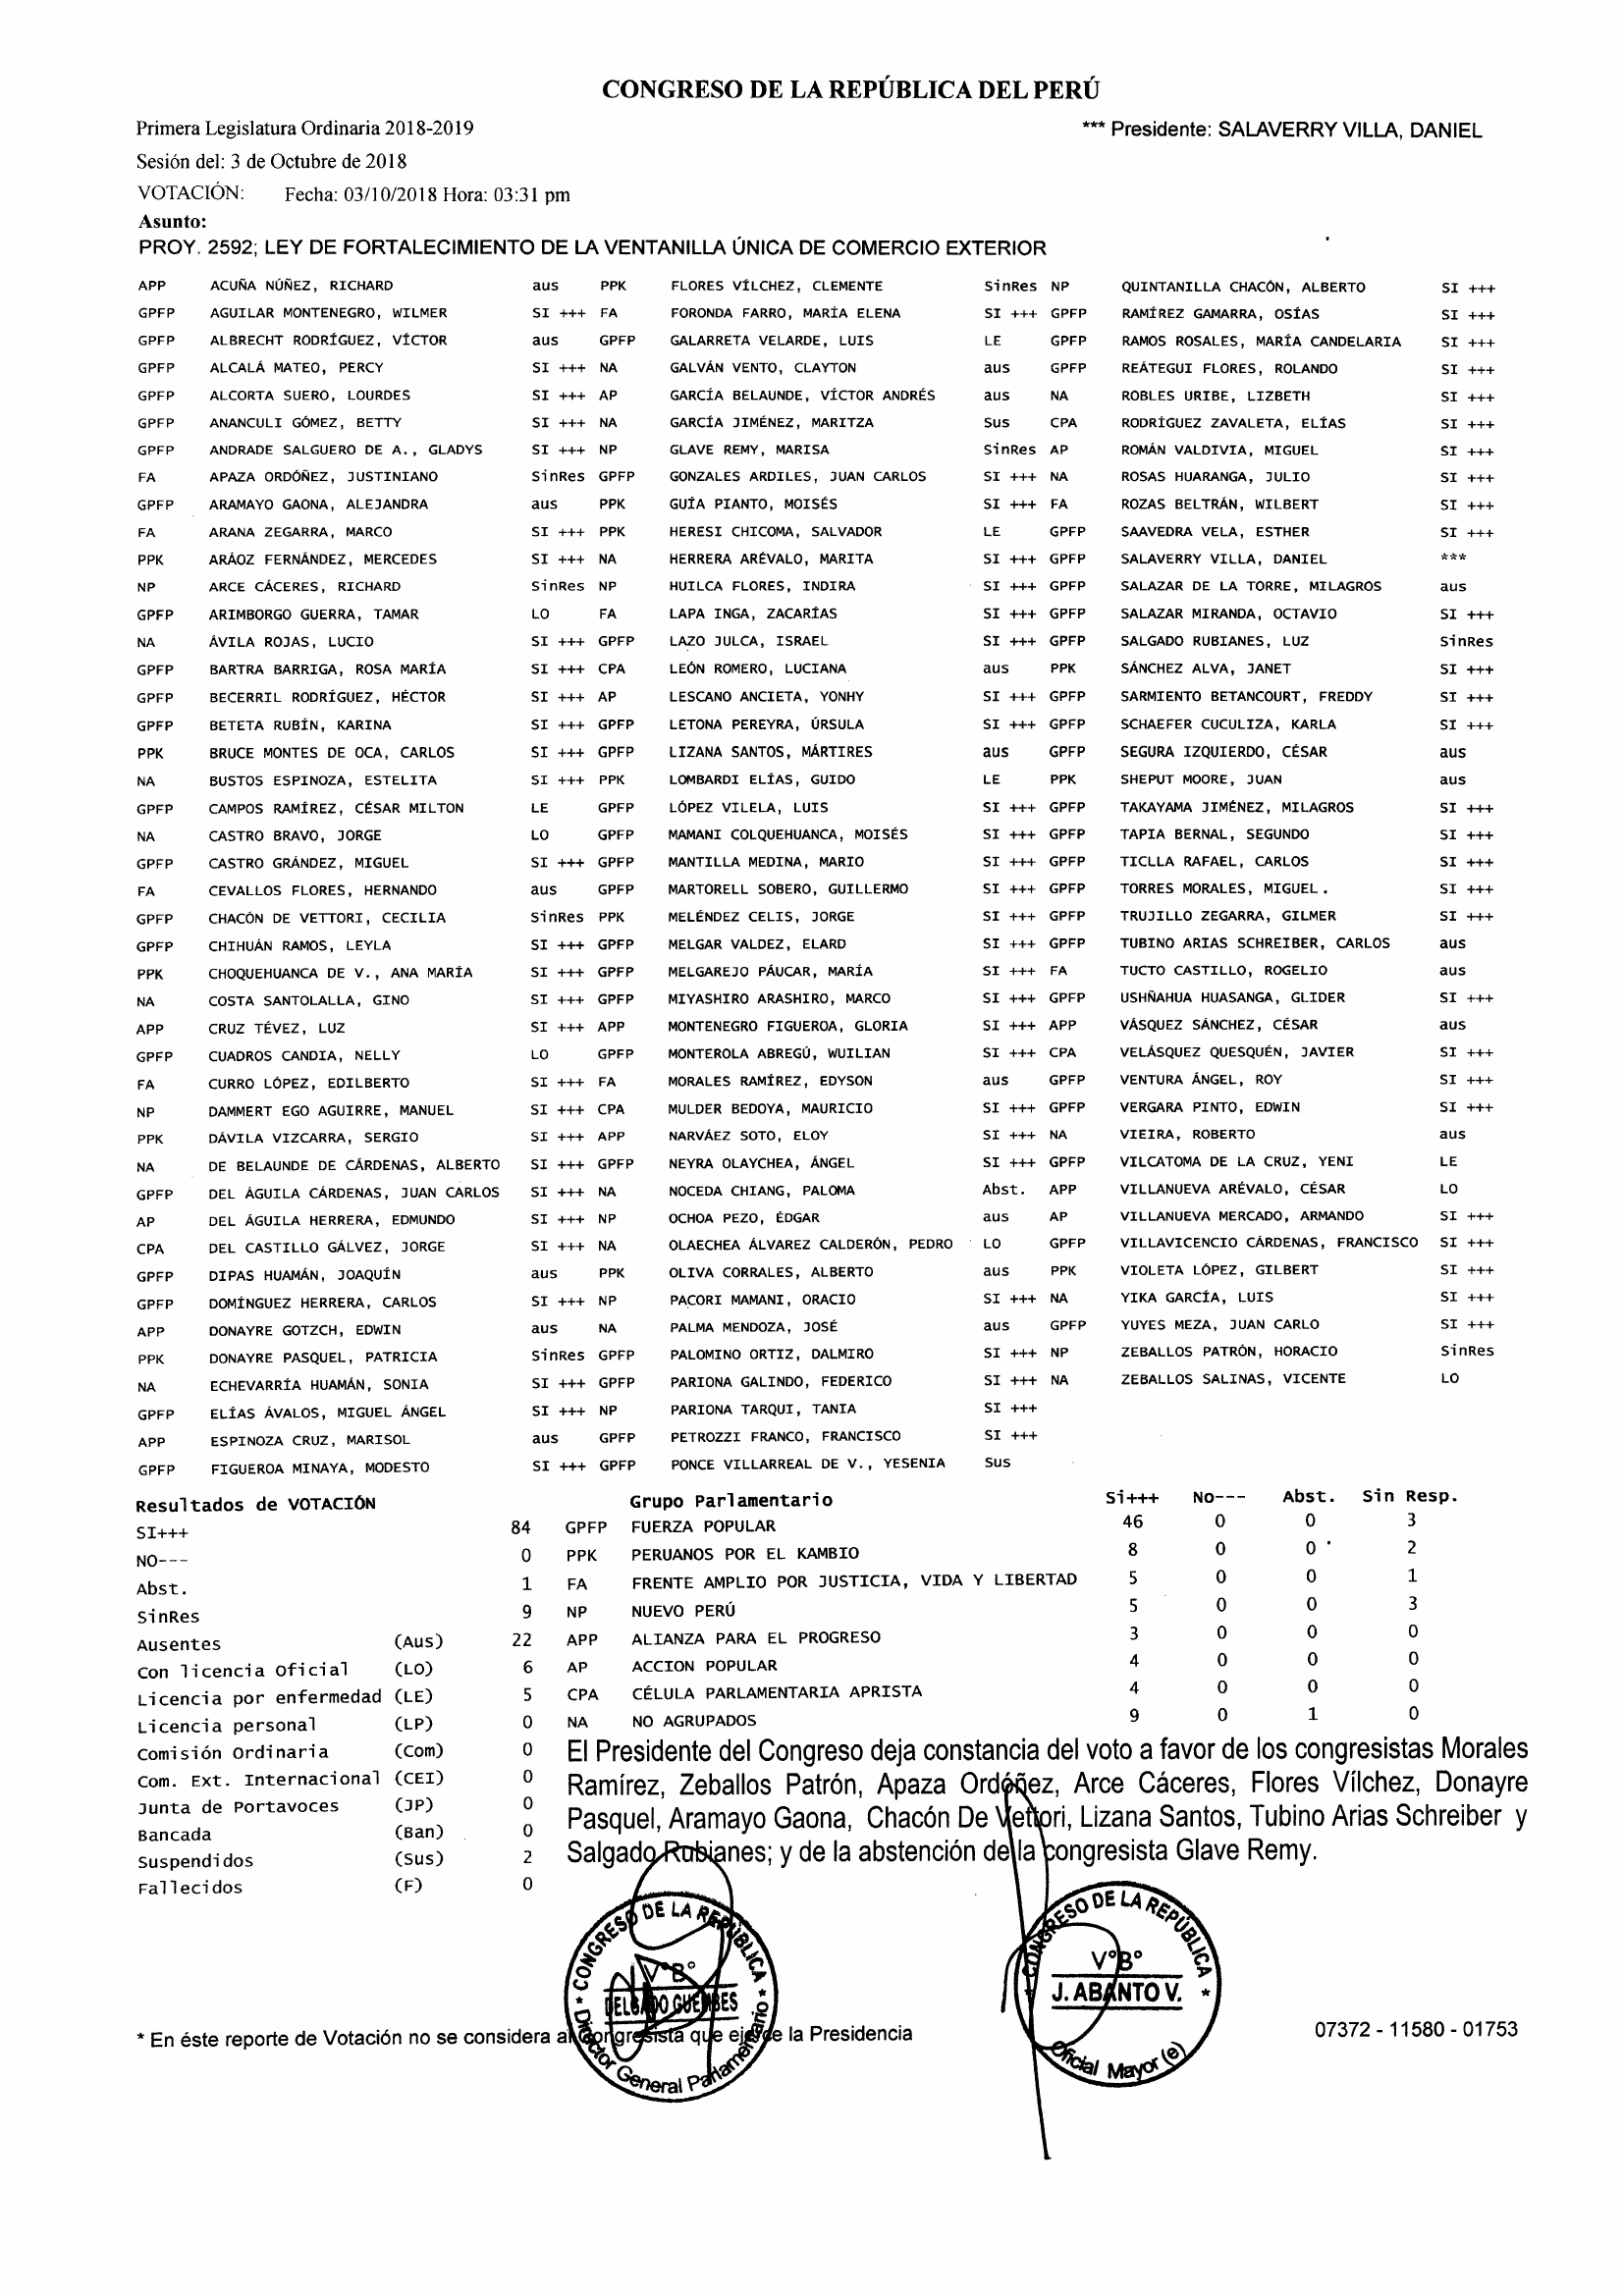 CONGRESO DE LA REPÚBLICA DEL PERÚ
Primera Legislatura Ordinaria 2018-2019 *** Presidente: SALAVERRY VILLA, DANIEL
Sesión del: 3 de Octubre de 2018
VOTACIÓN: Fecha: 03/10/2018 Hora: 03:31 pm
Asunto:
PROY. 2592; LEY DE FORTALECIMIENTO DE LA VENTANILLA ÚNICA DE COMERCIO EXTERIOR
APP ACUÑA NÚÑEZ, RICHARD aus PPK FLORES VÍLCHEZ, CLEMENTE SinRes NP QUINTANILLA CHACÓN, ALBERTO SI +++
GPFP AGUILAR MONTENEGRO, WILMER SI +++ FA FORONDA FARRO, MARÍA ELENA SI +++ GPFP RAMÍREZ GAMARRA, OSÍAS SI +++
GPFP ALBRECHT RODRÍGUEZ, VÍCTOR aus GPFP GALARRETA VELARDE, LUIS LE GPFP RAMOS ROSALES, MARÍA CANDELARIA SI +++
GPFP ALCALÁ MATEO, PERCY SI +++ NA GALVÁN VENTO, CLAYTON aus GPFP REÁTEGUI FLORES, ROLANDO SI +++
GPFP ALCORTA SUERO, LOURDES SI +++ AP GARCÍA BELAUNDE, VÍCTOR ANDRÉS aus NA ROBLES URIBE, LIZBETH SI +++
GPFP ANANCULI GÓMEZ, BETTY SI +++ NA GARCÍA JIMÉNEZ, MARITZA Sus CPA RODRÍGUEZ ZAVALETA, ELÍAS SI +++
GPFP ANDRADE SALGUERO DE A., GLADYS SI +++ NP GLAVE REMY, MARISA SinRes AP ROMÁN VALDIVIA, MIGUEL SI +++
FA APAZA ORDÓÑEZ, JUSTINIANO SinRes GPFP GONZALES ARDILES, JUAN CARLOS SI +++ NA ROSAS HUARANGA, JULIO SI +++
GPFP ARAMAYO GAONA, ALEJANDRA aus PPK GUÍA PIANTO, MOISÉS SI +++ FA ROZAS BELTRÁN, WILBERT SI +++
FA ARANA ZEGARRA, MARCO SI +++ PPK HERESI CHICOMA, SALVADOR LE GPFP SAAVEDRA VELA, ESTHER SI +++
PPK ARÁOZ FERNÁNDEZ, MERCEDES SI +++ NA HERRERA ARÉVALO, MARITA SI +++ GPFP SALAVERRY VILLA, DANIEL ***
NP ARCE CÁCERES, RICHARD SinRes NP HUILCA FLORES, INDIRA SI +++ GPFP SALAZAR DE LA TORRE, MILAGROS aus
GPFP ARIMBORGO GUERRA, TAMAR LO FA LAPA INGA, ZACARÍAS SI +++ GPFP SALAZAR MIRANDA, OCTAVIO SI +++
NA ÁVILA ROJAS, LUCIO SI +++ GPFP LAZO JULCA, ISRAEL SI +++ GPFP SALGADO RUBIANES, LUZ SinRes
GPFP BARTRA BARRIGA, ROSA MARÍA SI +++ CPA LEÓN ROMERO, LUCIANA aus PPK SÁNCHEZ ALVA, JANET SI +++
GPFP BECERRIL RODRÍGUEZ, HÉCTOR SI +++ AP LESCANO ANCIETA, YONHY SI +++ GPFP SARMIENTO BETANCOURT, FREDDY SI +++
GPFP BETETA RUBÍN, KARINA SI +++ GPFP LETONA PEREYRA, ÚRSULA SI +++ GPFP SCHAEFER CUCULIZA, KARLA SI +++
PPK BRUCE MONTES DE OCA, CARLOS SI +++ GPFP LIZANA SANTOS, MÁRTIRES aus GPFP SEGURA IZQUIERDO, CÉSAR aus
NA BUSTOS ESPINOZA, ESTELITA SI +++ PPK LOMBARDI ELÍAS, GUIDO LE PPK SHEPUT MOORE, JUAN aus
GPFP CAMPOS RAMÍREZ, CÉSAR MILTON LE GPFP LÓPEZ VILELA, LUIS SI +++ GPFP TAKAYAMA JIMÉNEZ, MILAGROS SI +++
NA CASTRO BRAVO, JORGE LO GPFP MAMANI COLQUEHUANCA, MOISÉS SI +++ GPFP TAPIA BERNAL, SEGUNDO SI +++
GPFP CASTRO GRÁNDEZ, MIGUEL SI +++ GPFP MANTILLA MEDINA, MARIO SI +++ GPFP TICLLA RAFAEL, CARLOS SI +++
FA CEVALLOS FLORES, HERNANDO aus GPFP MARTORELL SOBERO, GUILLERMO SI +++ GPFP TORRES MORALES, MIGUEL. SI +++
GPFP CHACÓN DE VETTORI, CECILIA SinRes PPK MELÉNDEZ CELIS, JORGE SI +++ GPFP TRUJILLO ZEGARRA, GILMER SI +++
GPFP CHIHUÁN RAMOS, LEYLA SI +++ GPFP MELGAR VALDEZ, ELARD SI +++ GPFP TUBINO ARIAS SCHREIBER, CARLOS aus
PPK CHOQUEHUANCA DE V., ANA MARÍA SI +++ GPFP MELGAREJO PÁUCAR, MARÍA SI +++ FA TUCTO CASTILLO, ROGELIO aus
NA COSTA SANTOLALLA, GINO SI +++ GPFP MIYASHIRO ARASHIRO, MARCO SI +++ GPFP USHÑAHUA HUASANGA, GLIDER SI +++
APP CRUZ TÉVEZ, LUZ SI +++ APP MONTENEGRO FIGUEROA, GLORIA SI +++ APP VÁSQUEZ SÁNCHEZ, CÉSAR aus
GPFP CUADROS CANDIA, NELLY LO GPFP MONTEROLA ABREGÚ, WUILIAN SI +++ CPA VELÁSQUEZ QUESQUÉN, JAVIER SI +++
FA CURRO LÓPEZ, EDILBERTO SI +++ FA MORALES RAMÍREZ, EDYSON aus GPFP VENTURA ÁNGEL, ROY SI +++
NP DAMMERT EGO AGUIRRE, MANUEL SI +++ CPA MULDER BEDOYA, MAURICIO SI +++ GPFP VERGARA PINTO, EDWIN SI +++
PPK DÁVILA VIZCARRA, SERGIO SI +++ APP NARVÁEZ SOTO, ELOY SI +++ NA VIEIRA, ROBERTO aus
NA DE BELAUNDE DE CÁRDENAS, ALBERTO SI +++ GPFP NEYRA OLAYCHEA, ÁNGEL SI +++ GPFP VILCATOMA DE LA CRUZ, YENI LE
GPFP DEL ÁGUILA CÁRDENAS, JUAN CARLOS SI +++ NA NOCEDA CHIANG, PALOMA Abst. APP VILLANUEVA ARÉVALO, CÉSAR LO
AP DEL ÁGUILA HERRERA, EDMUNDO SI +++ NP OCHOA PEZO, ÉDGAR aus AP VILLANUEVA MERCADO, ARMANDO SI +++
CPA DEL CASTILLO GÁLVEZ, JORGE SI +++ NA OLAECHEA ÁLVAREZ CALDERÓN, PEDRO LO GPFP VILLAVICENCIO CÁRDENAS, FRANCISCO SI +++
GPFP DIPAS HUAMÁN, JOAQUÍN aus PPK OLIVA CORRALES, ALBERTO aus PPK VIOLETA LÓPEZ, GILBERT SI +++
GPFP DOMÍNGUEZ HERRERA, CARLOS SI +++ NP PACORI MAMANI, ORACIO SI +++ NA YIKA GARCÍA, LUIS SI +++
APP DONAYRE GOTZCH, EDWIN aus NA PALMA MENDOZA, JOSÉ aus GPFP YUYES MEZA, JUAN CARLO SI +++
PPK DONAYRE PASQUEL, PATRICIA SinRes GPFP PALOMINO ORTIZ, DALMIRO SI +++ NP ZEBALLOS PATRÓN, HORACIO SinRes
NA ECHEVARRÍA HUAMÁN, SONIA SI +++ GPFP PARIONA GALINDO, FEDERICO SI +++ NA ZEBALLOS SALINAS, VICENTE LO
GPFP ELÍAS ÁVALOS, MIGUEL ÁNGEL SI +++ NP PARIONA TARQUI, TANIA SI +++
APP ESPINOZA CRUZ, MARISOL aus GPFP PETROZZI FRANCO, FRANCISCO SI +++
GPFP FIGUEROA MINAYA, MODESTO SI +++ GPFP PONCE VILLARREAL DE V., YESENIA Sus
Resultados de VOTACIÓN Grupo Parlamentario Si+++ No--- Abst. Sin Resp.
SI+++ 84 GPFP FUERZA POPULAR 46 0 0 3
NO--- 0 PPK PERUANOS POR EL KAMBIO 8 0 0 2
Abst. 1 FA FRENTE AMPLIO POR JUSTICIA, VIDA Y LIBERTAD 5 0 0 1
SinRes 9 NP NUEVO PERÚ 5 0 0 3
Ausentes (Aus) 22 APP ALIANZA PARA EL PROGRESO 3 0 0 0
Con licencia Oficial (LO) 6 AP ACCION POPULAR 4 0 0 0
Licencia por enfermedad (LE) 5 CPA CÉLULA PARLAMENTARIA APRISTA 4 0 0 0
Licencia personal (LP) 0 NA NO AGRUPADOS 9 0 1 0
Comisión Ordinaria (Com) 0
Com. Ext. Internacional (CEI) 0
Junta de Portavoces (JP) 0
Bancada (Ban) 0
Suspendidos (Sus) 2
Fallecidos (F) 0
El Presidente del Congreso deja constancia del voto a favor de los congresistas Morales
Ramírez, Zeballos Patrón, Apaza Ordóñez, Arce Cáceres, Flores Vílchez, Donayre
Pasquel, Aramayo Gaona, Chacón De Vettori, Lizana Santos, Tubino Arias Schreiber y
Salgado Rubianes; y de la abstención de la congresista Glave Remy.
* CONGRESO DE LA REPÚBLICA *
V°B°
DELGADO GUEMBES
Director General Parlamentario
* CONGRESO DE LA REPÚBLICA *
V°B°
J. ABANTO V.
Oficial Mayor (e)
* En éste reporte de Votación no se considera al Congresista que ejerce la Presidencia
07372 - 11580 - 01753